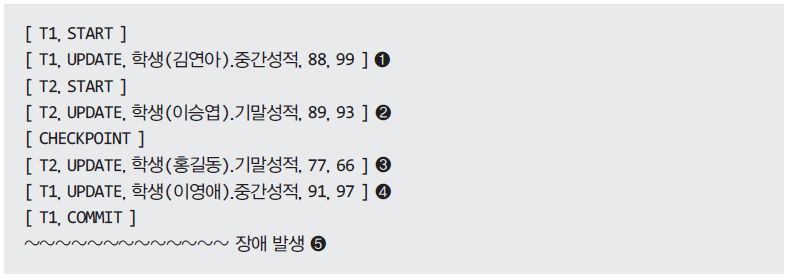 [ T1, START ]
[ T1, UPDATE, 학생(김연아).중간성적, 88, 99 ] ❶
[ T2, START ]
[ T2, UPDATE, 학생(이승엽).기말성적, 89, 93 ] ❷
[ CHECKPOINT ]
[ T2, UPDATE, 학생(홍길동).기말성적, 77, 66 ] ❸
[ T1, UPDATE, 학생(이영애).중간성적, 91, 97 ] ❹
[ T1, COMMIT ]
~~~~~~~~~~~~~ 장애 발생 ❺